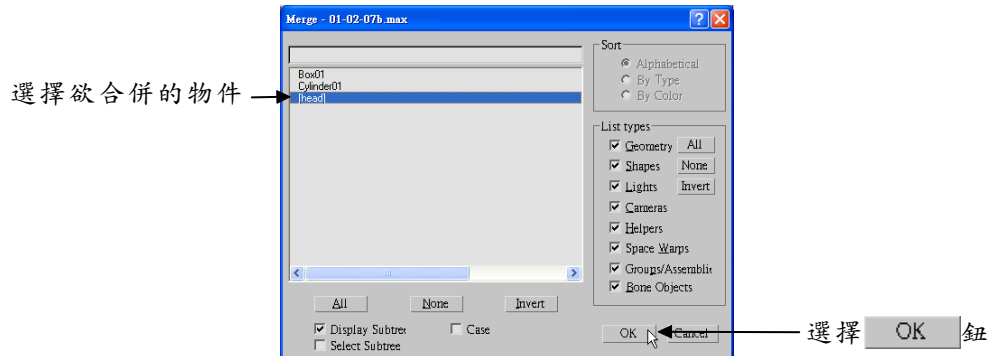 Merge - 01-02-07b.max
Box01
Cylinder01
[head]
選擇欲合併的物件
Sort
Alphabetical
By Type
By Color
List types
Geometry All
Shapes None
Lights Invert
Cameras
Helpers
Space Warps
Groups/Assemblie
Bone Objects
All None Invert
Display Subtree Case
Select Subtree
OK Cancel
選擇 OK 鈕